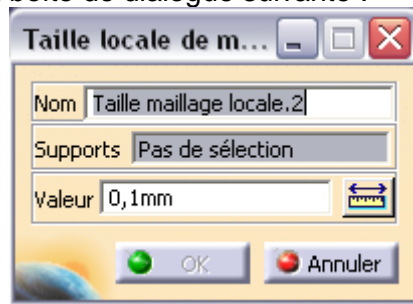 boîte de dialogue suivante :
Taille locale de m...
Nom Taille maillage locale.2
Supports Pas de sélection
Valeur 0,1mm
OK Annuler